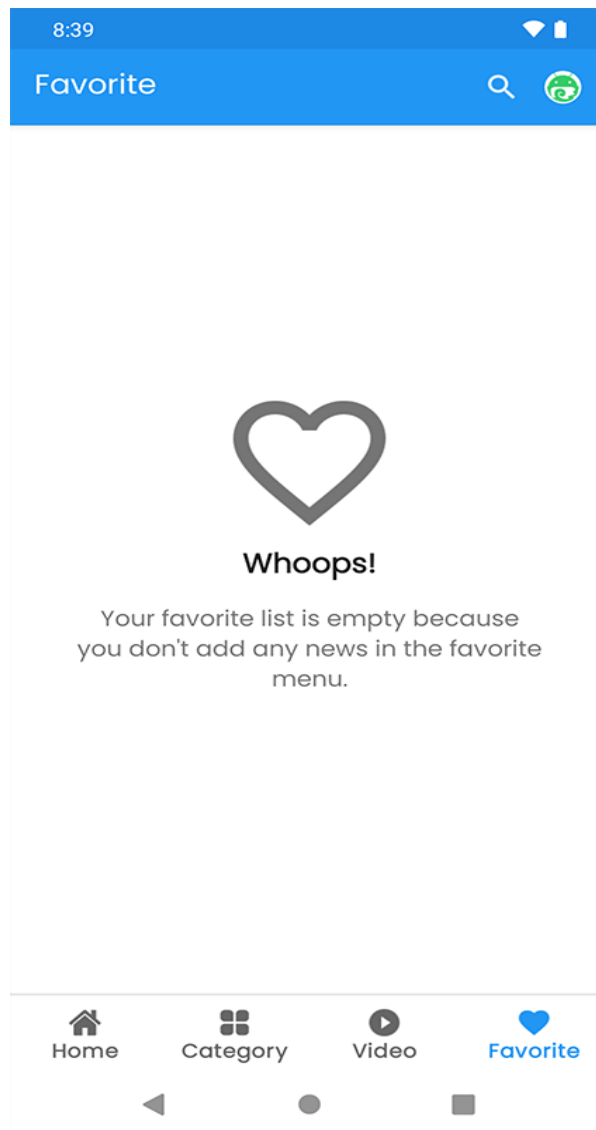 8:39
Favorite
Whoops!
Your favorite list is empty because
you don't add any news in the favorite
menu.
Home
Category
Video
Favorite